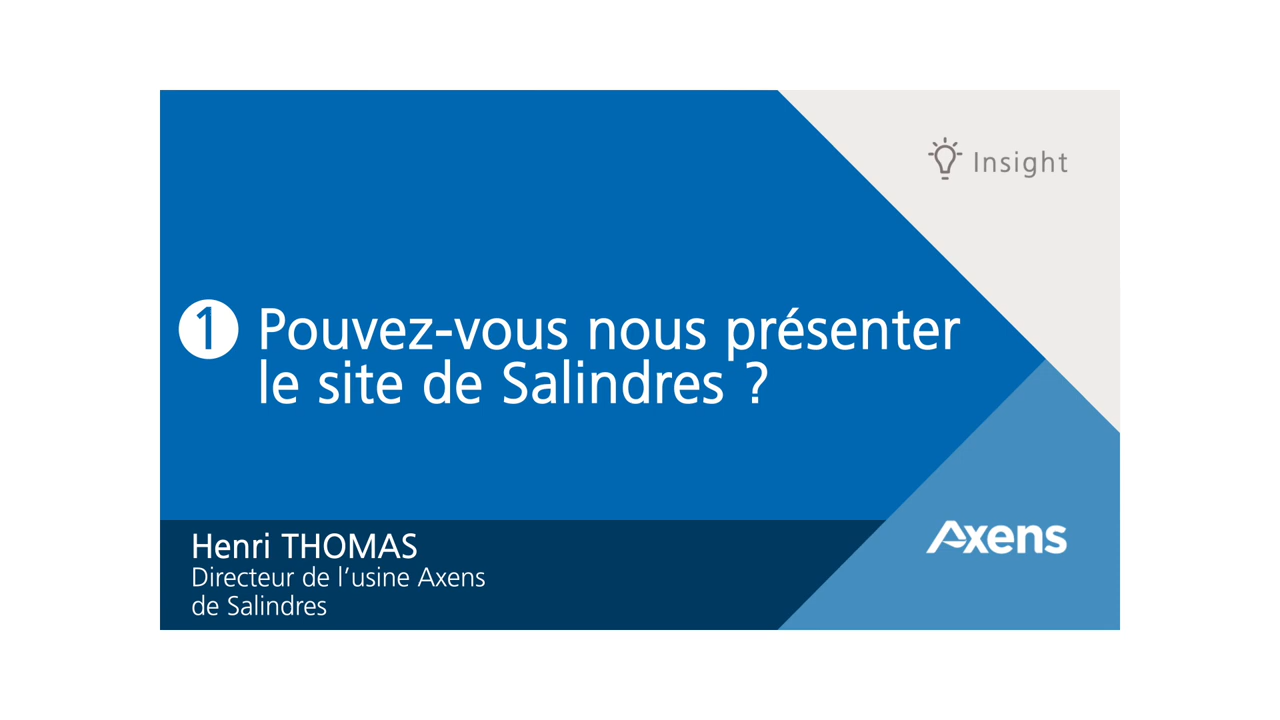 Insight
1 Pouvez-vous nous présenter
le site de Salindres ?
Henri THOMAS
Directeur de l’usine Axens
de Salindres
Axens